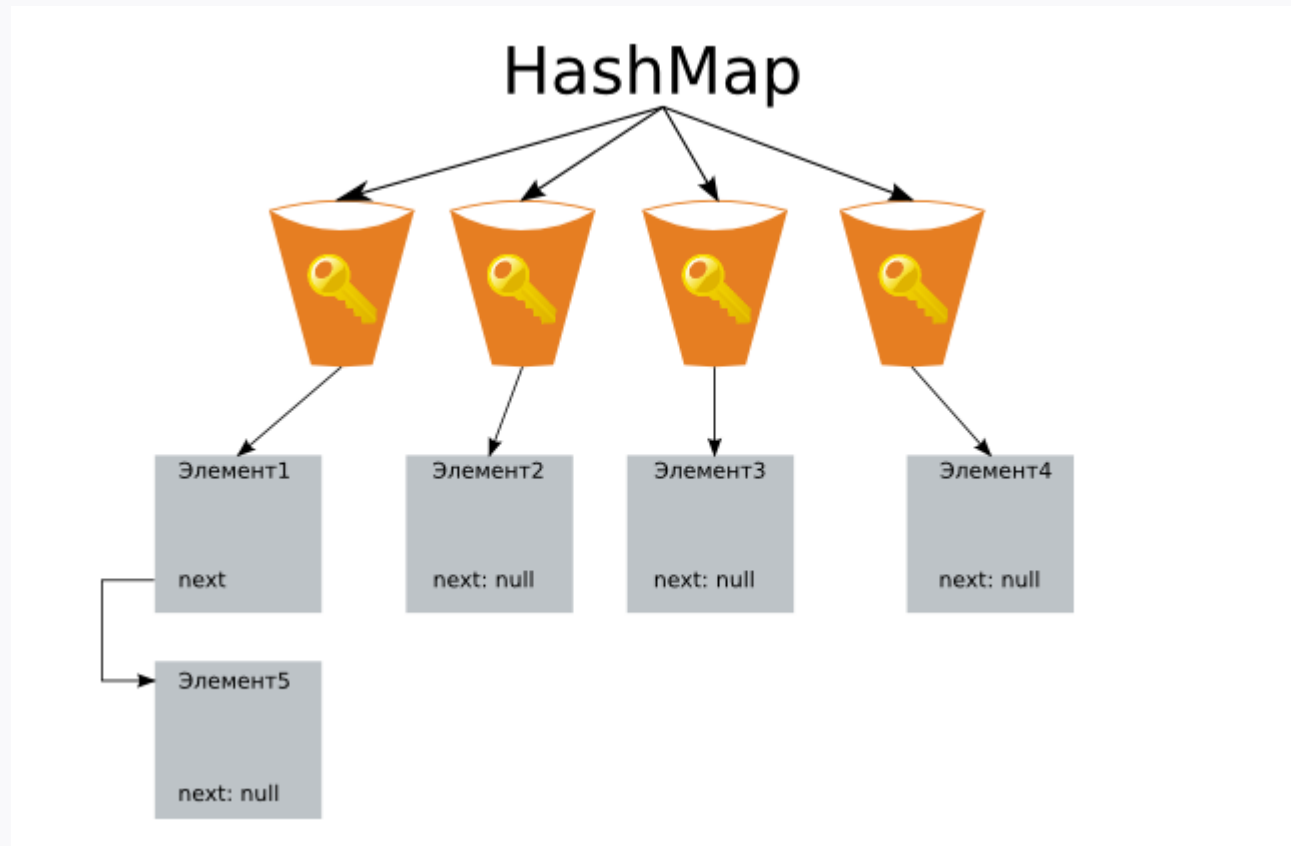 HashMap
Элемент1
Элемент2
Элемент3
Элемент4
next
next: null
next: null
next: null
Элемент5
next: null